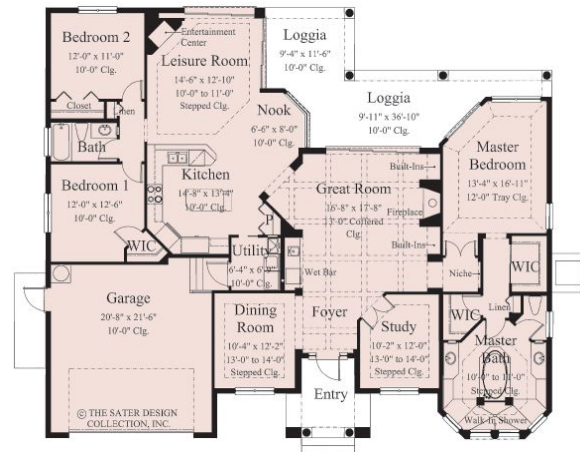 Bedroom 2
12'-0" x 11'-0"
10'-0" Clg.
Closet
Linen
Entertainment
Center
Leisure Room
14'-6" x 12'-10"
10'-0" to 11'-0"
Stepped Clg.
Loggia
9'-4" x 11'-6"
10'-0" Clg.
Loggia
9'-11" x 36'-10"
10'-0" Clg.
Nook
6'-6" x 8'-0"
10'-0" Clg.
Bath
Kitchen
14'-8" x 13'-4"
10'-0" Clg.
Bedroom 1
12'-0" x 12'-6"
10'-0" Clg.
WIC
Great Room
16'-8" x 17'-8"
Coffered
Clg.
Built-Ins
Fireplace
Built-Ins
Master
Bedroom
13'-4" x 16'-11"
12'-0" Tray Clg.
P
Utility
6'-4" x 6'-9"
10'-0" Clg.
Wet Bar
Niche
WIC
Garage
20'-8" x 21'-6"
10'-0" Clg.
Dining
Room
10'-4" x 12'-2"
13'-0" to 14'-0"
Stepped Clg.
Foyer
Study
10'-2" x 12'-0"
13'-0" to 14'-0"
Stepped Clg.
WIC
Linen
Master
Bath
10'-0" to 11'-0"
Stepped Clg.
Walk-In Shower
Entry
© THE SATER DESIGN
COLLECTION, INC.